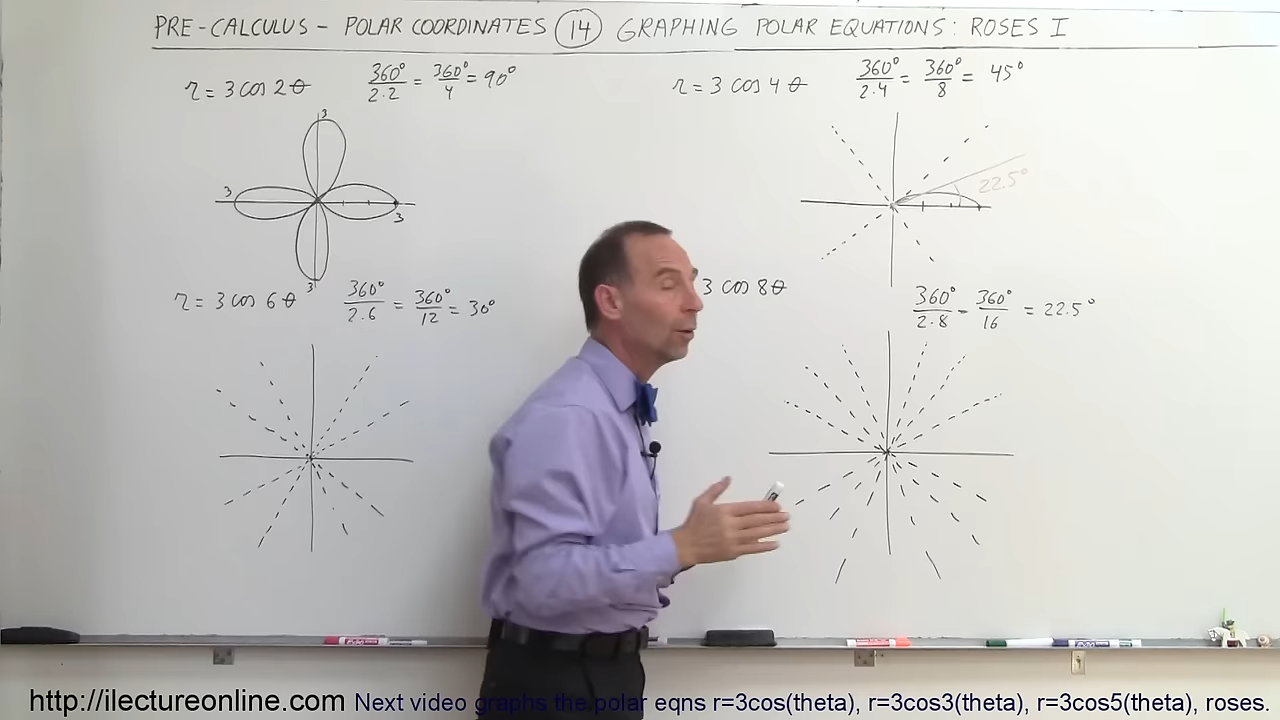 PRE-CALCULUS - POLAR COORDINATES 14 GRAPHING POLAR EQUATIONS: ROSES I
r = 3 cos 2θ 360°/2·2 = 360°/4 = 90°
3
3
3
3
r = 3 cos 4θ 360°/2·4 = 360°/8 = 45°
22.5°
r = 3 cos 6θ 360°/2·6 = 360°/12 = 30°
3 cos 8θ 360°/2·8 - 360°/16 = 22.5°
http://ilectureonline.com Next video graphs the polar eqns r=3cos(theta), r=3cos3(theta), r=3cos5(theta), roses.